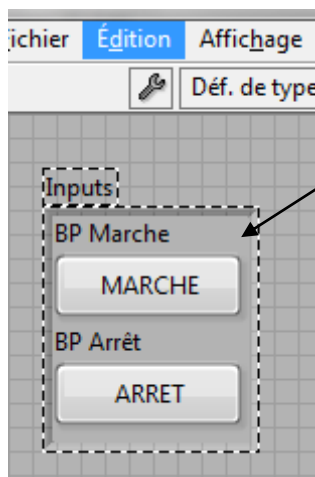 ichier Édition Affichage
Déf. de type
Inputs
BP Marche
MARCHE
BP Arrêt
ARRET